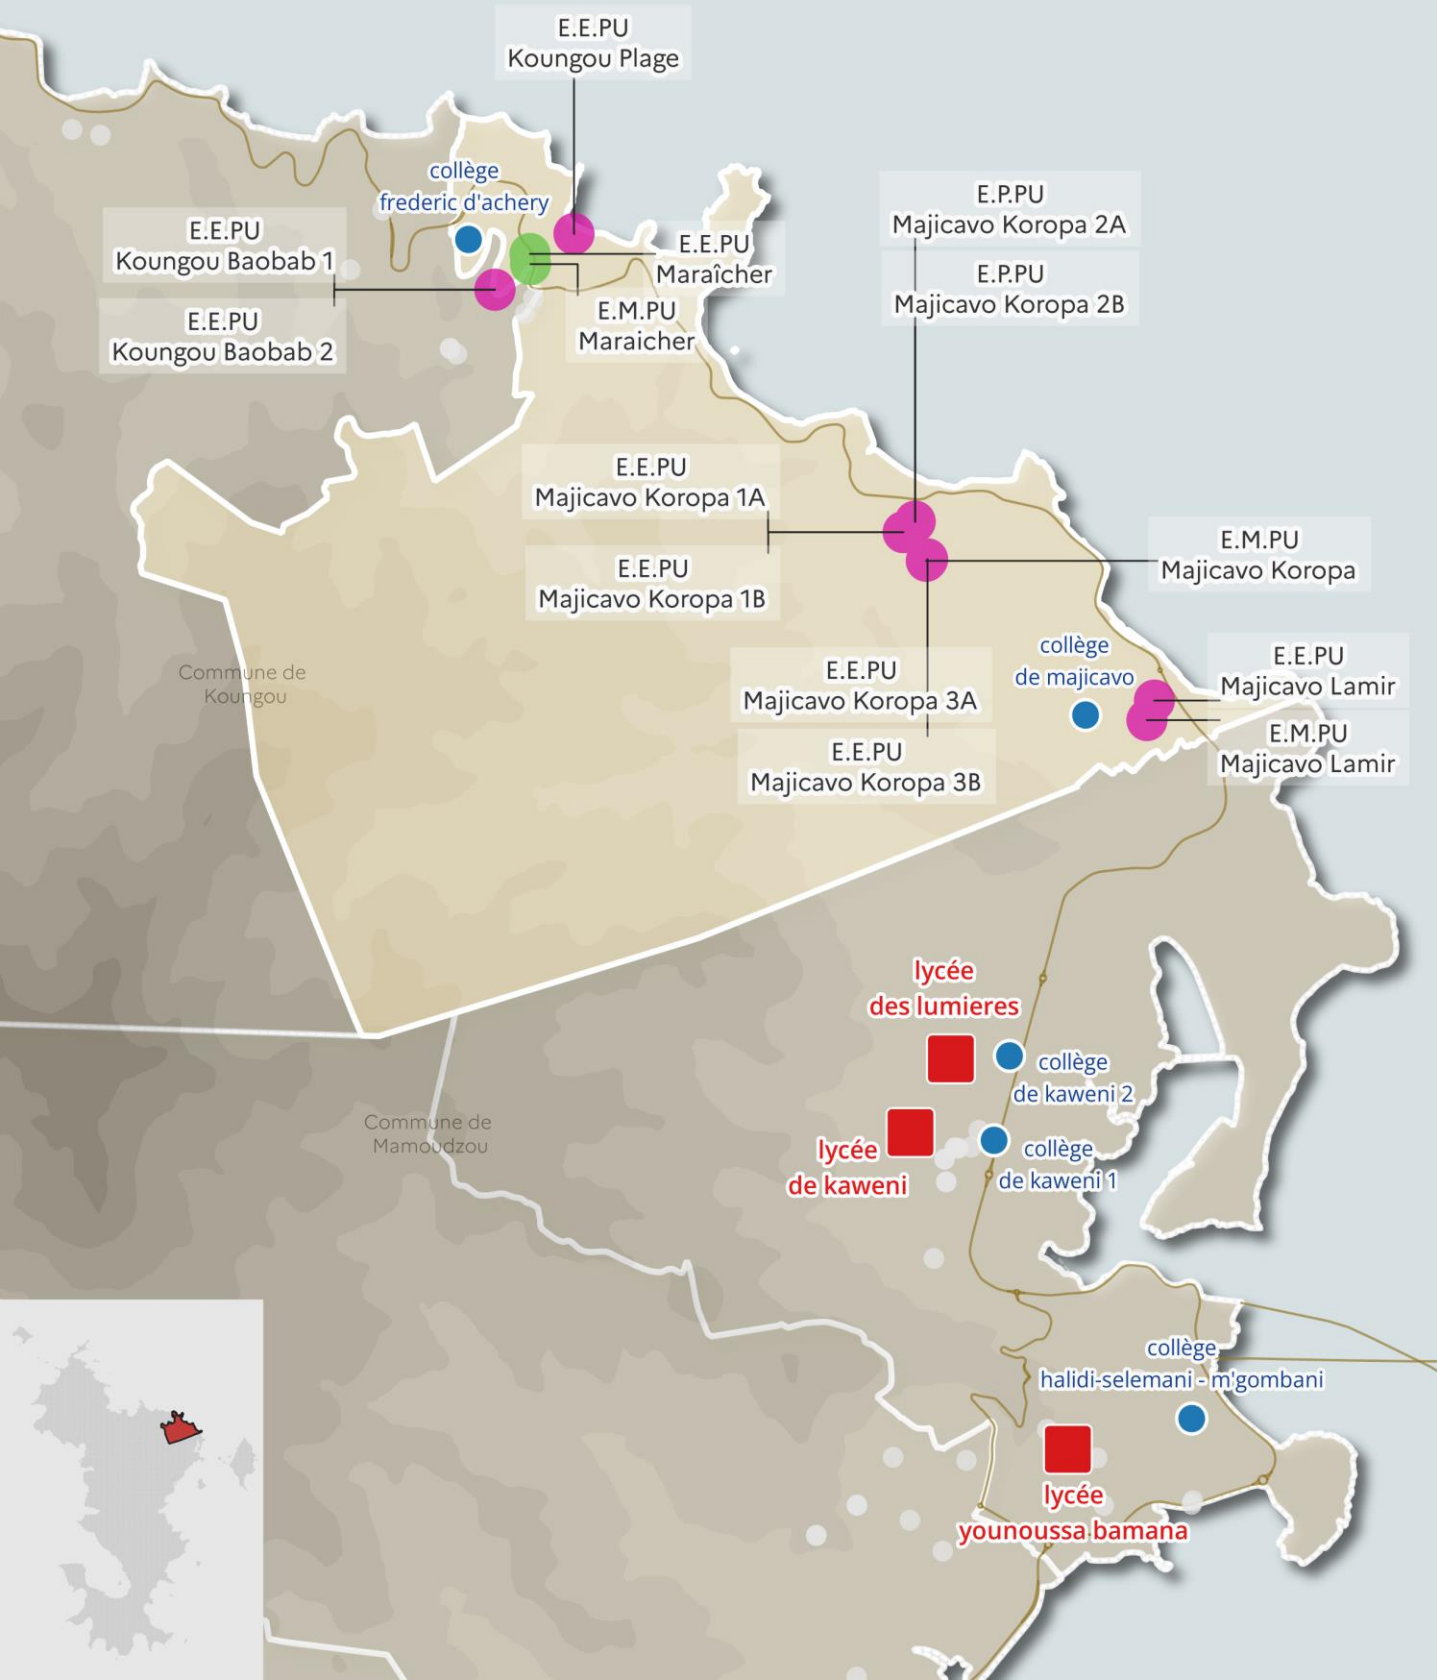 E.E.PU
Koungou Plage
collège
frederic d'achery
E.E.PU
Koungou Baobab 1
E.E.PU
Koungou Baobab 2
E.E.PU
Maraîcher
E.M.PU
Maraicher
E.P.PU
Majicavo Koropa 2A
E.P.PU
Majicavo Koropa 2B
E.E.PU
Majicavo Koropa 1A
E.E.PU
Majicavo Koropa 1B
E.M.PU
Majicavo Koropa
E.E.PU
Majicavo Koropa 3A
E.E.PU
Majicavo Koropa 3B
collège
de majicavo
E.E.PU
Majicavo Lamir
E.M.PU
Majicavo Lamir
Commune de
Koungou
lycée
des lumieres
collège
de kaweni 2
Commune de
Mamoudzou
lycée
de kaweni
collège
de kaweni 1
collège
halidi-selemani - m'gombani
lycée
younoussa bamana